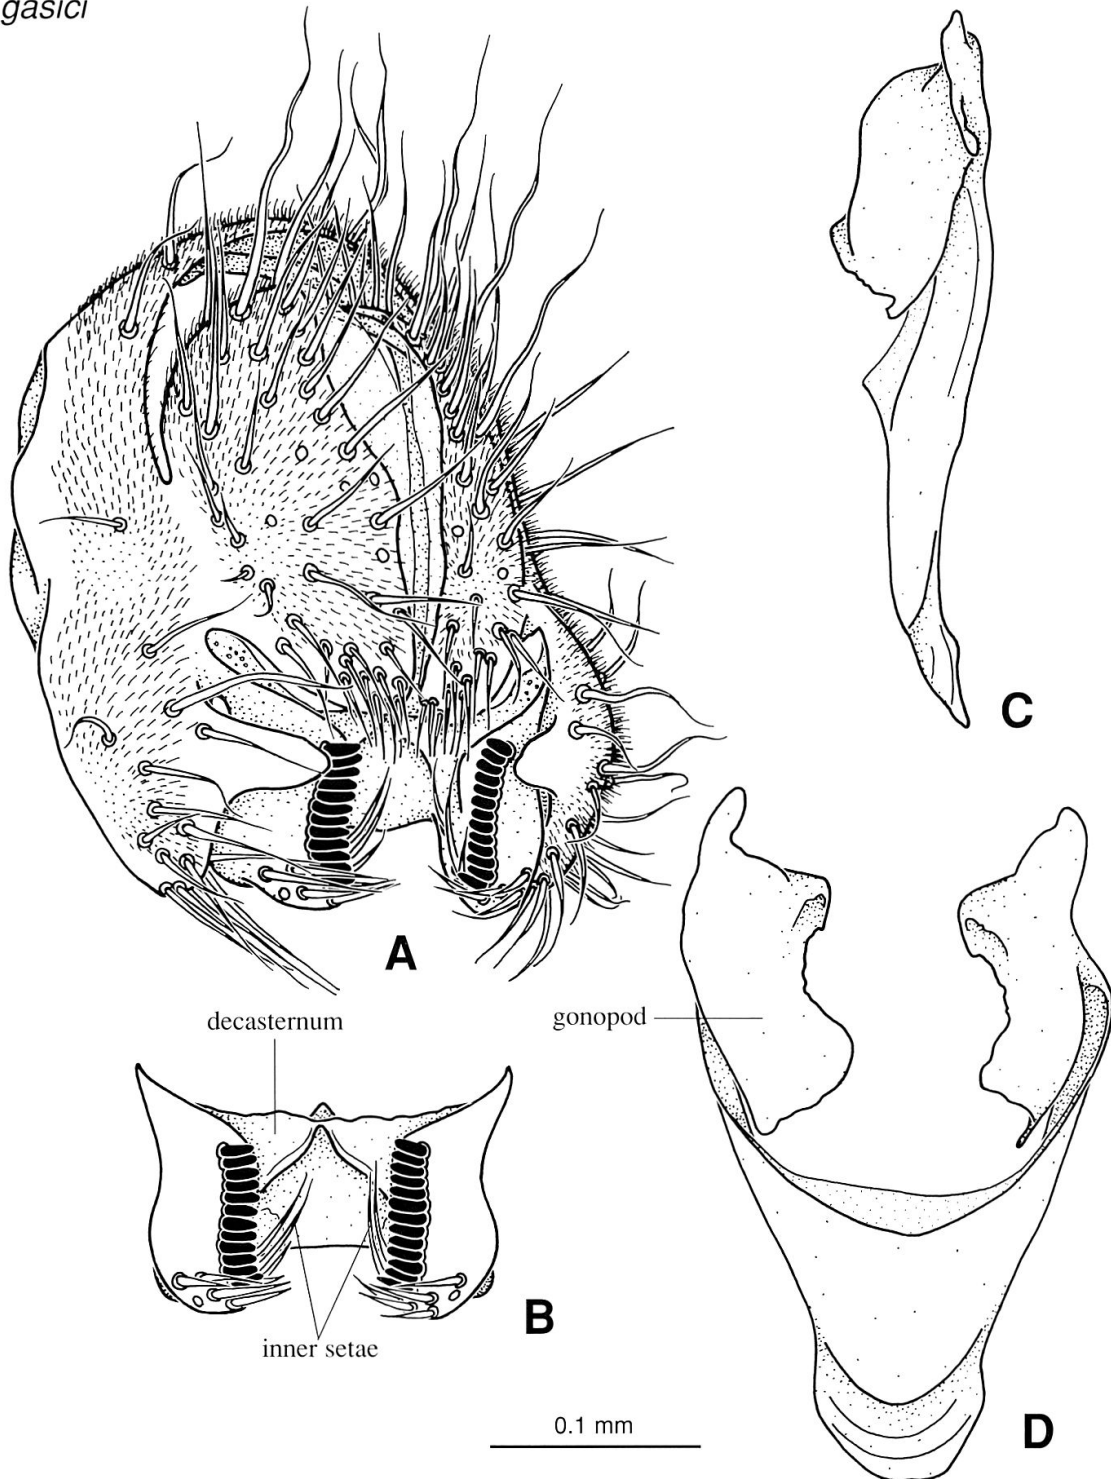 gasici
C
A
decasternum
gonopod
B
inner setae
0.1 mm
D